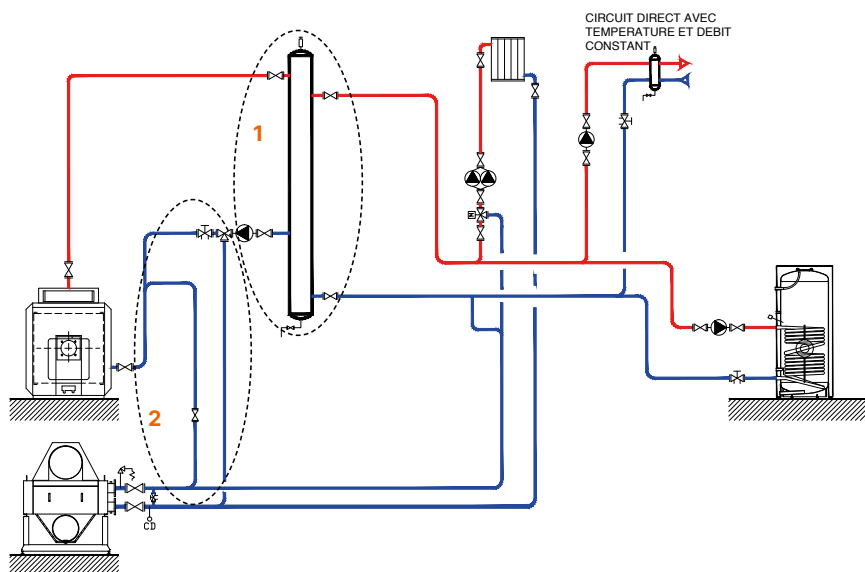 CIRCUIT DIRECT AVEC
TEMPERATURE ET DEBIT
CONSTANT
1
M
2
CD